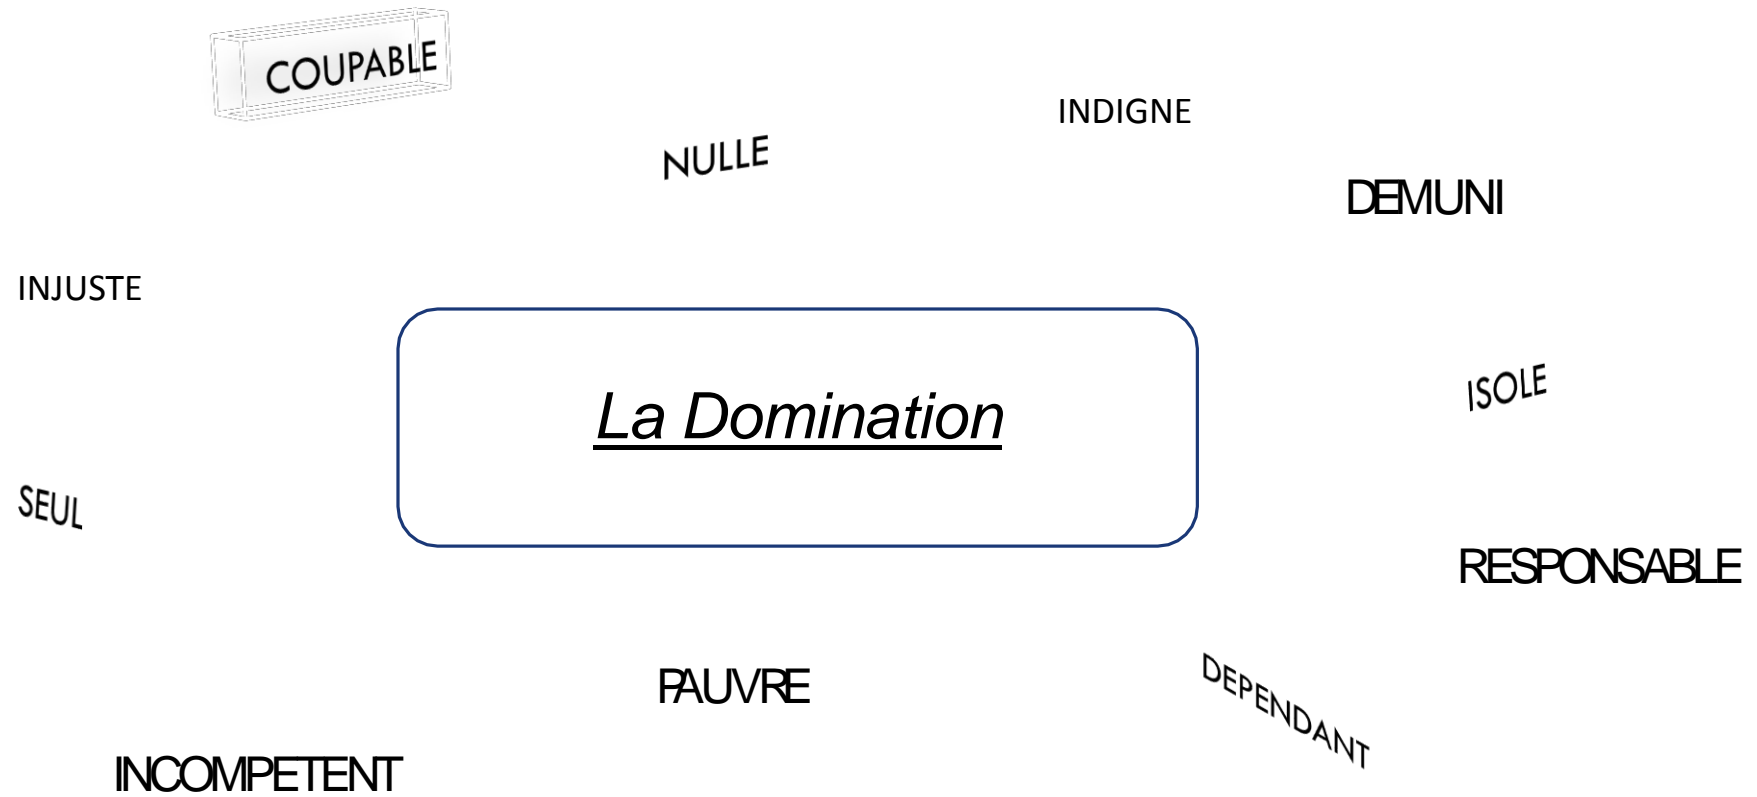 COUPABLE
INDIGNE
NULLE
DEMUNI
INJUSTE
La Domination
ISOLE
SEUL
RESPONSABLE
PAUVRE
DEPENDANT
INCOMPETENT